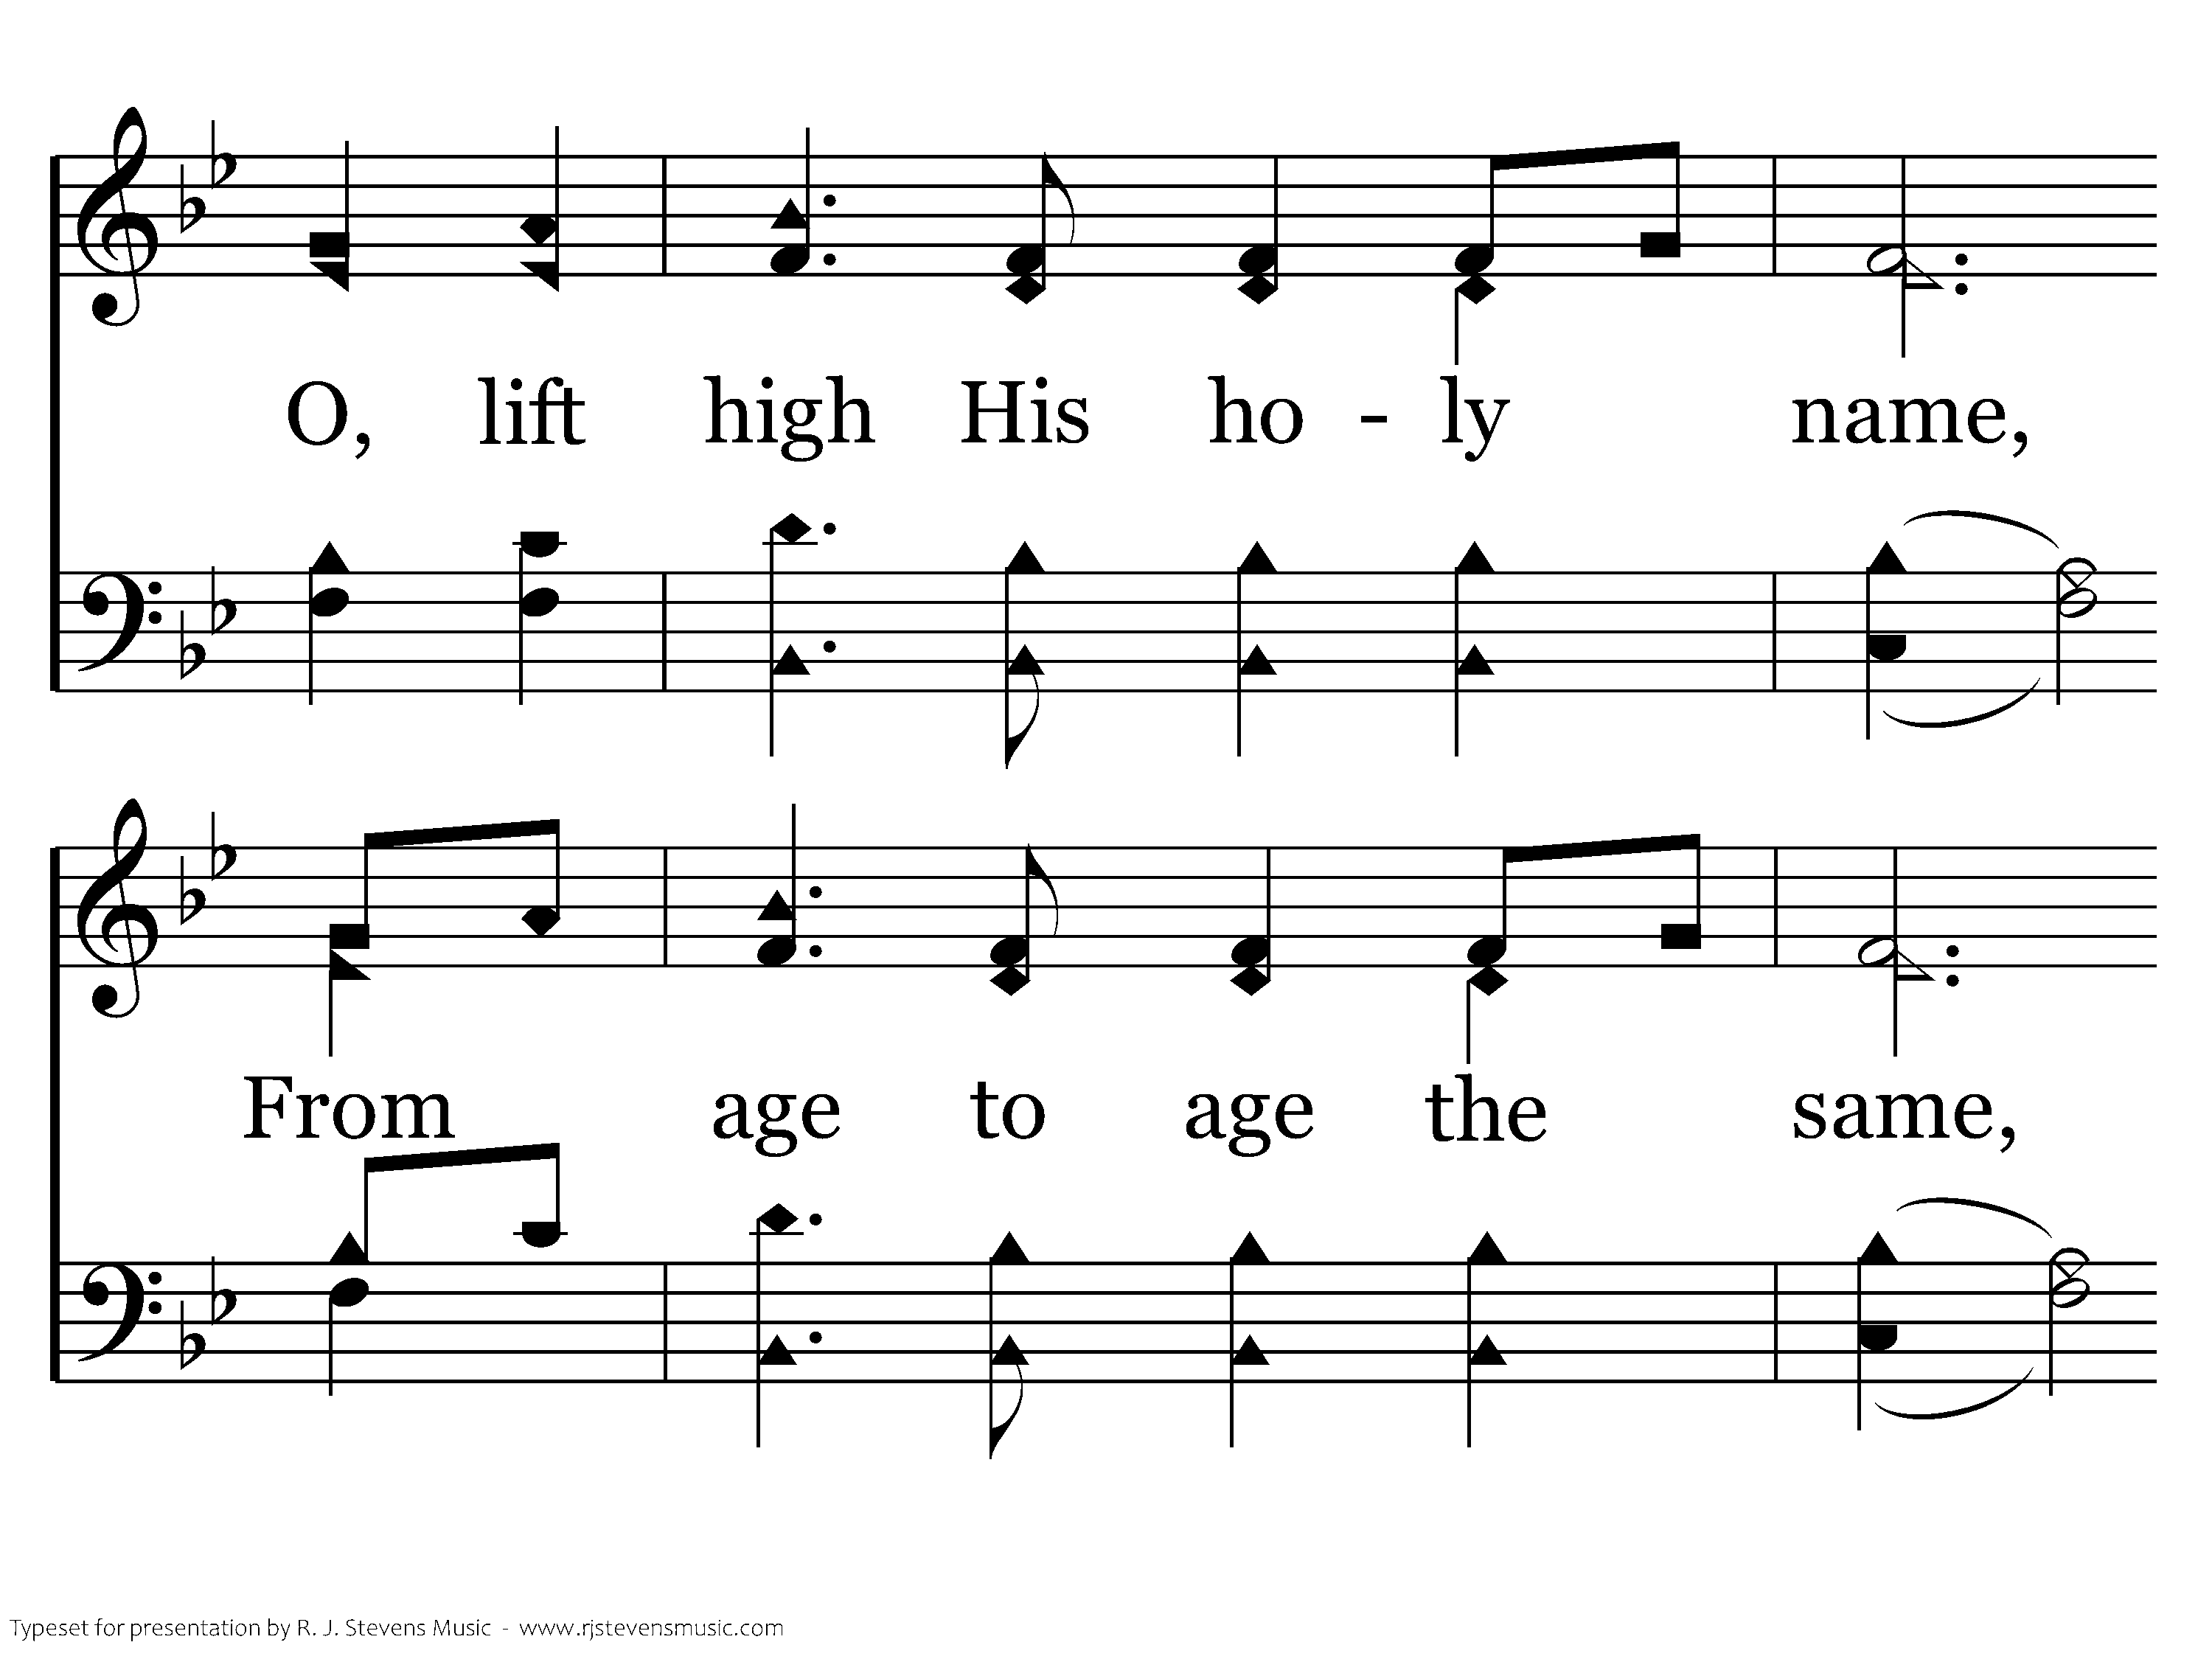 O, lift high His ho - ly name,
From age to age the same,
Typeset for presentation by R. J. Stevens Music - www.rjstevensmusic.com